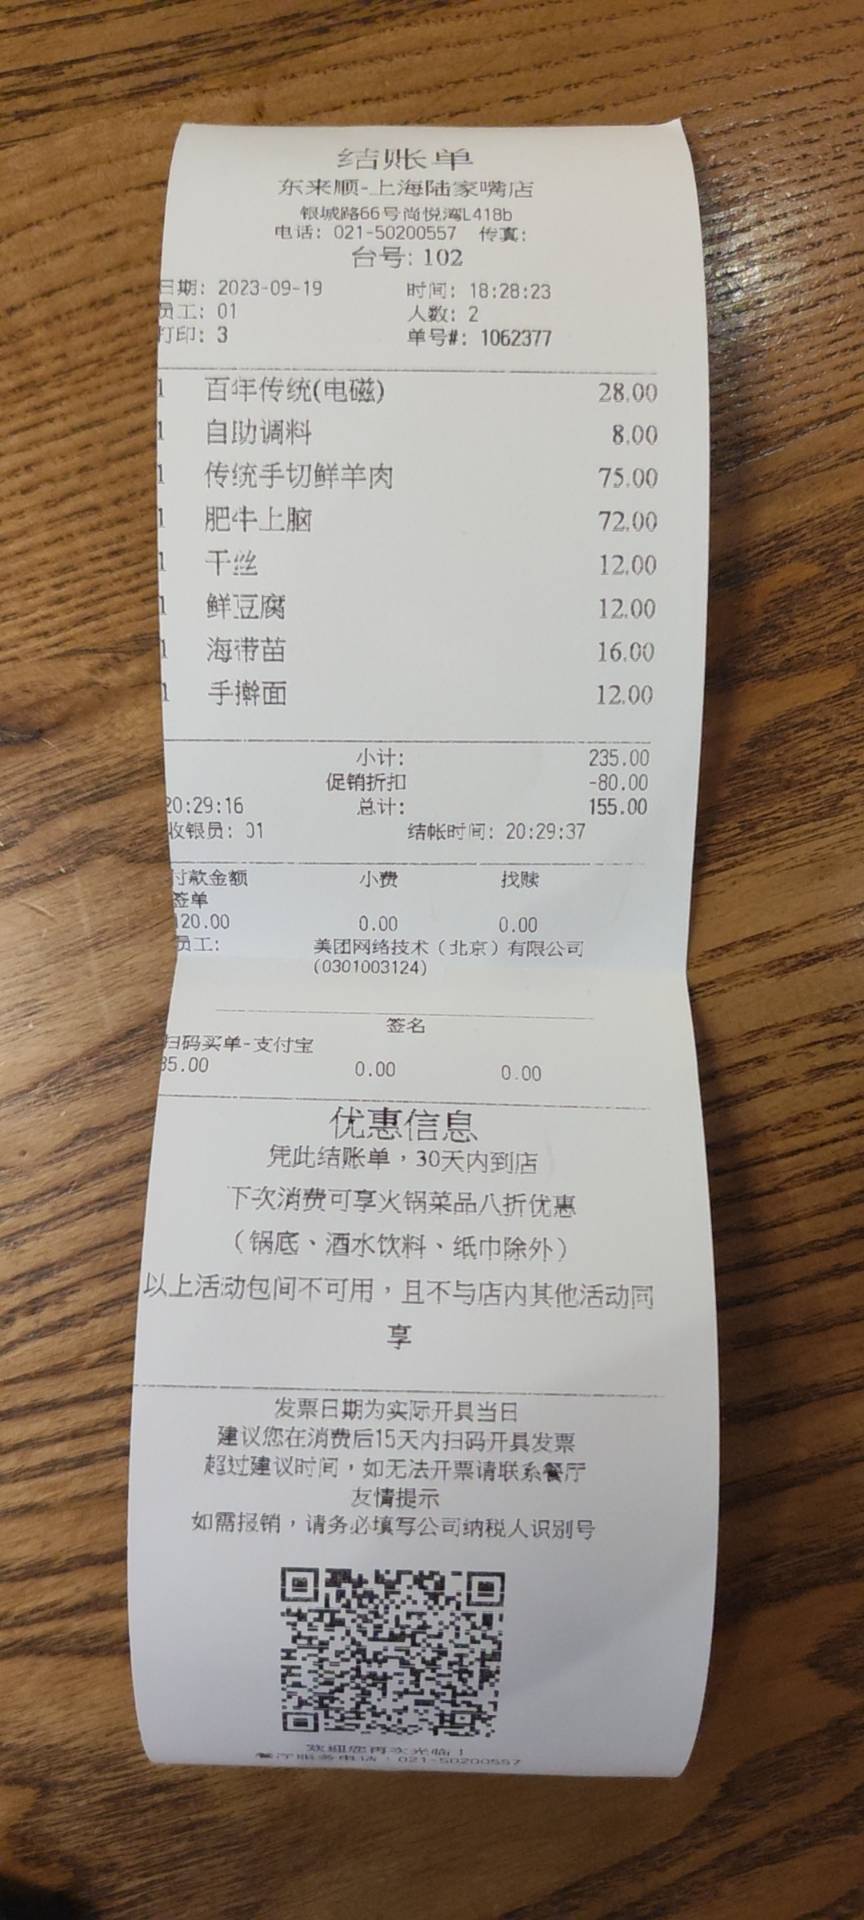 结账单
东来顺-上海陆家嘴店
银城路66号尚悦湾L418b
电话: 021-50200557 传真:
台号: 102
日期: 2023-09-19 时间: 18:28:23
员工: 01 人数: 2
打印: 3 单号#: 1062377
1 百年传统(电磁) 28.00
1 自助调料 8.00
1 传统手切鲜羊肉 75.00
1 肥牛上脑 72.00
1 干丝 12.00
1 鲜豆腐 12.00
1 海带苗 16.00
1 手擀面 12.00
小计: 235.00
促销折扣 -80.00
20:29:16 总计: 155.00
收银员: 01 结帐时间: 20:29:37
付款金额 小费 找赎
签单
120.00 0.00 0.00
员工: 美团网络技术（北京）有限公司
(0301003124)
签名
扫码买单-支付宝
35.00 0.00 0.00
优惠信息
凭此结账单，30天内到店
下次消费可享火锅菜品八折优惠
（锅底、酒水饮料、纸巾除外）
以上活动包间不可用，且不与店内其他活动同
享
发票日期为实际开具当日
建议您在消费后15天内扫码开具发票
超过建议时间，如无法开票请联系餐厅
友情提示
如需报销，请务必填写公司纳税人识别号
欢迎您再次光临！
餐厅服务电话：021-50200557